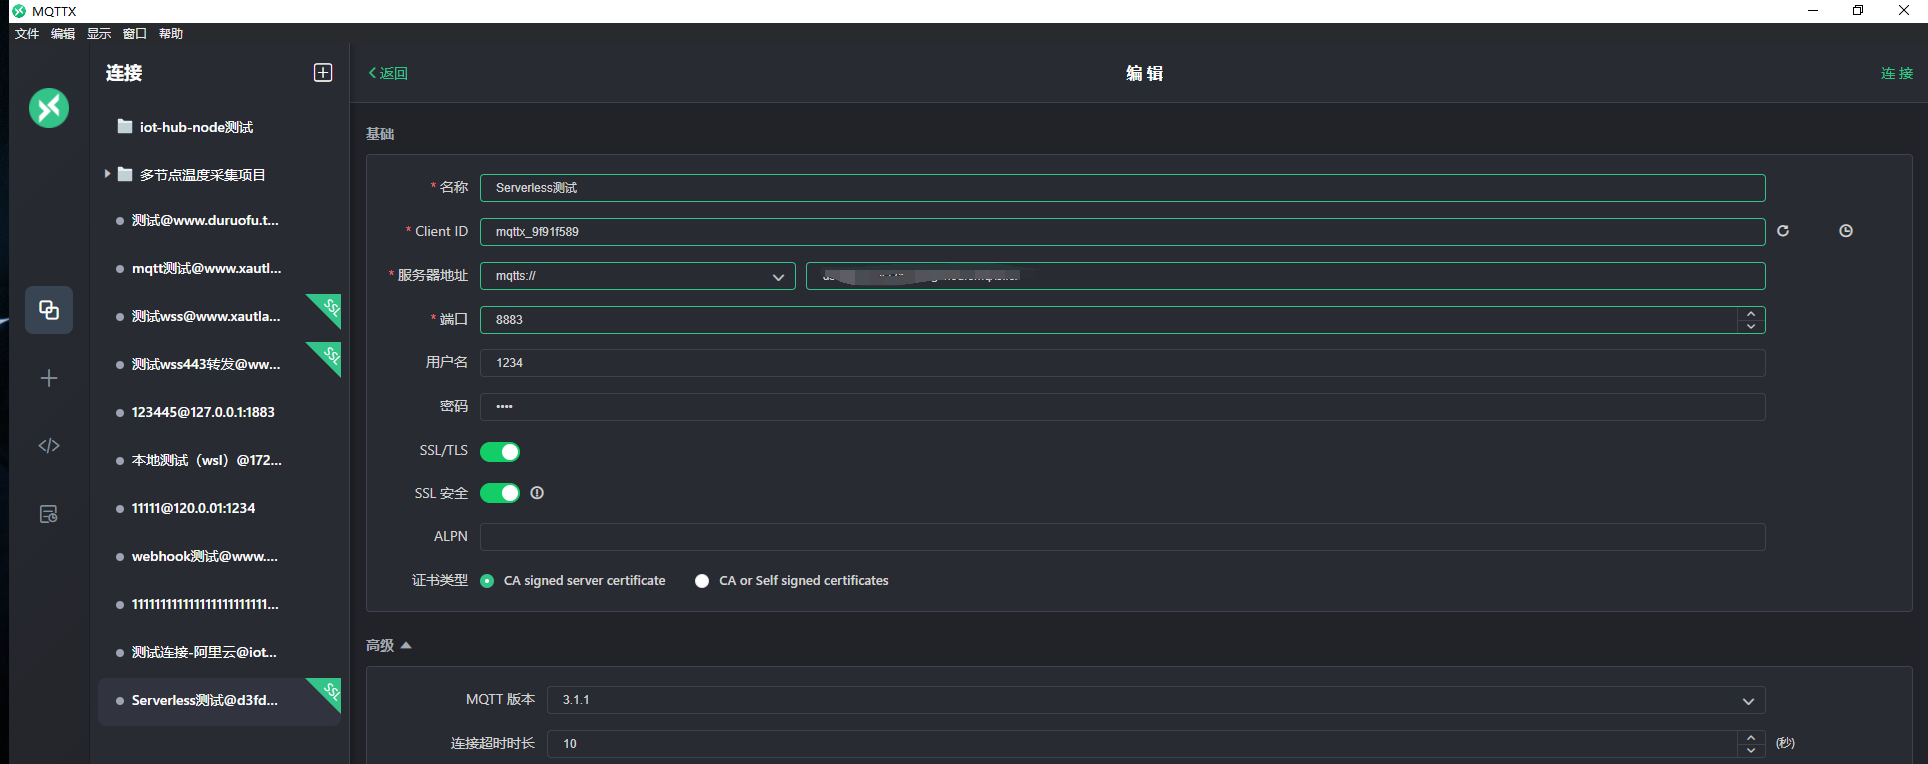 MQTTX
文件 编辑 显示 窗口 帮助
连接
iot-hub-node测试
多节点温度采集项目
测试@www.duruofu.t...
mqtt测试@www.xautl...
测试wss@www.xautla...
SSL
测试wss443转发@ww...
SSL
123445@127.0.0.1:1883
本地测试（wsl）@172...
11111@120.0.01:1234
webhook测试@www....
111111111111111111111111...
测试连接-阿里云@iot...
Serverless测试@d3fd...
SSL
返回
编辑
连接
基础
* 名称 Serverless测试
* Client ID mqttx_9f91f589
* 服务器地址 mqtts://
* 端口 8883
用户名 1234
密码 ••••
SSL/TLS
SSL 安全
ALPN
证书类型 CA signed server certificate CA or Self signed certificates
高级
MQTT 版本 3.1.1
连接超时时长 10 (秒)